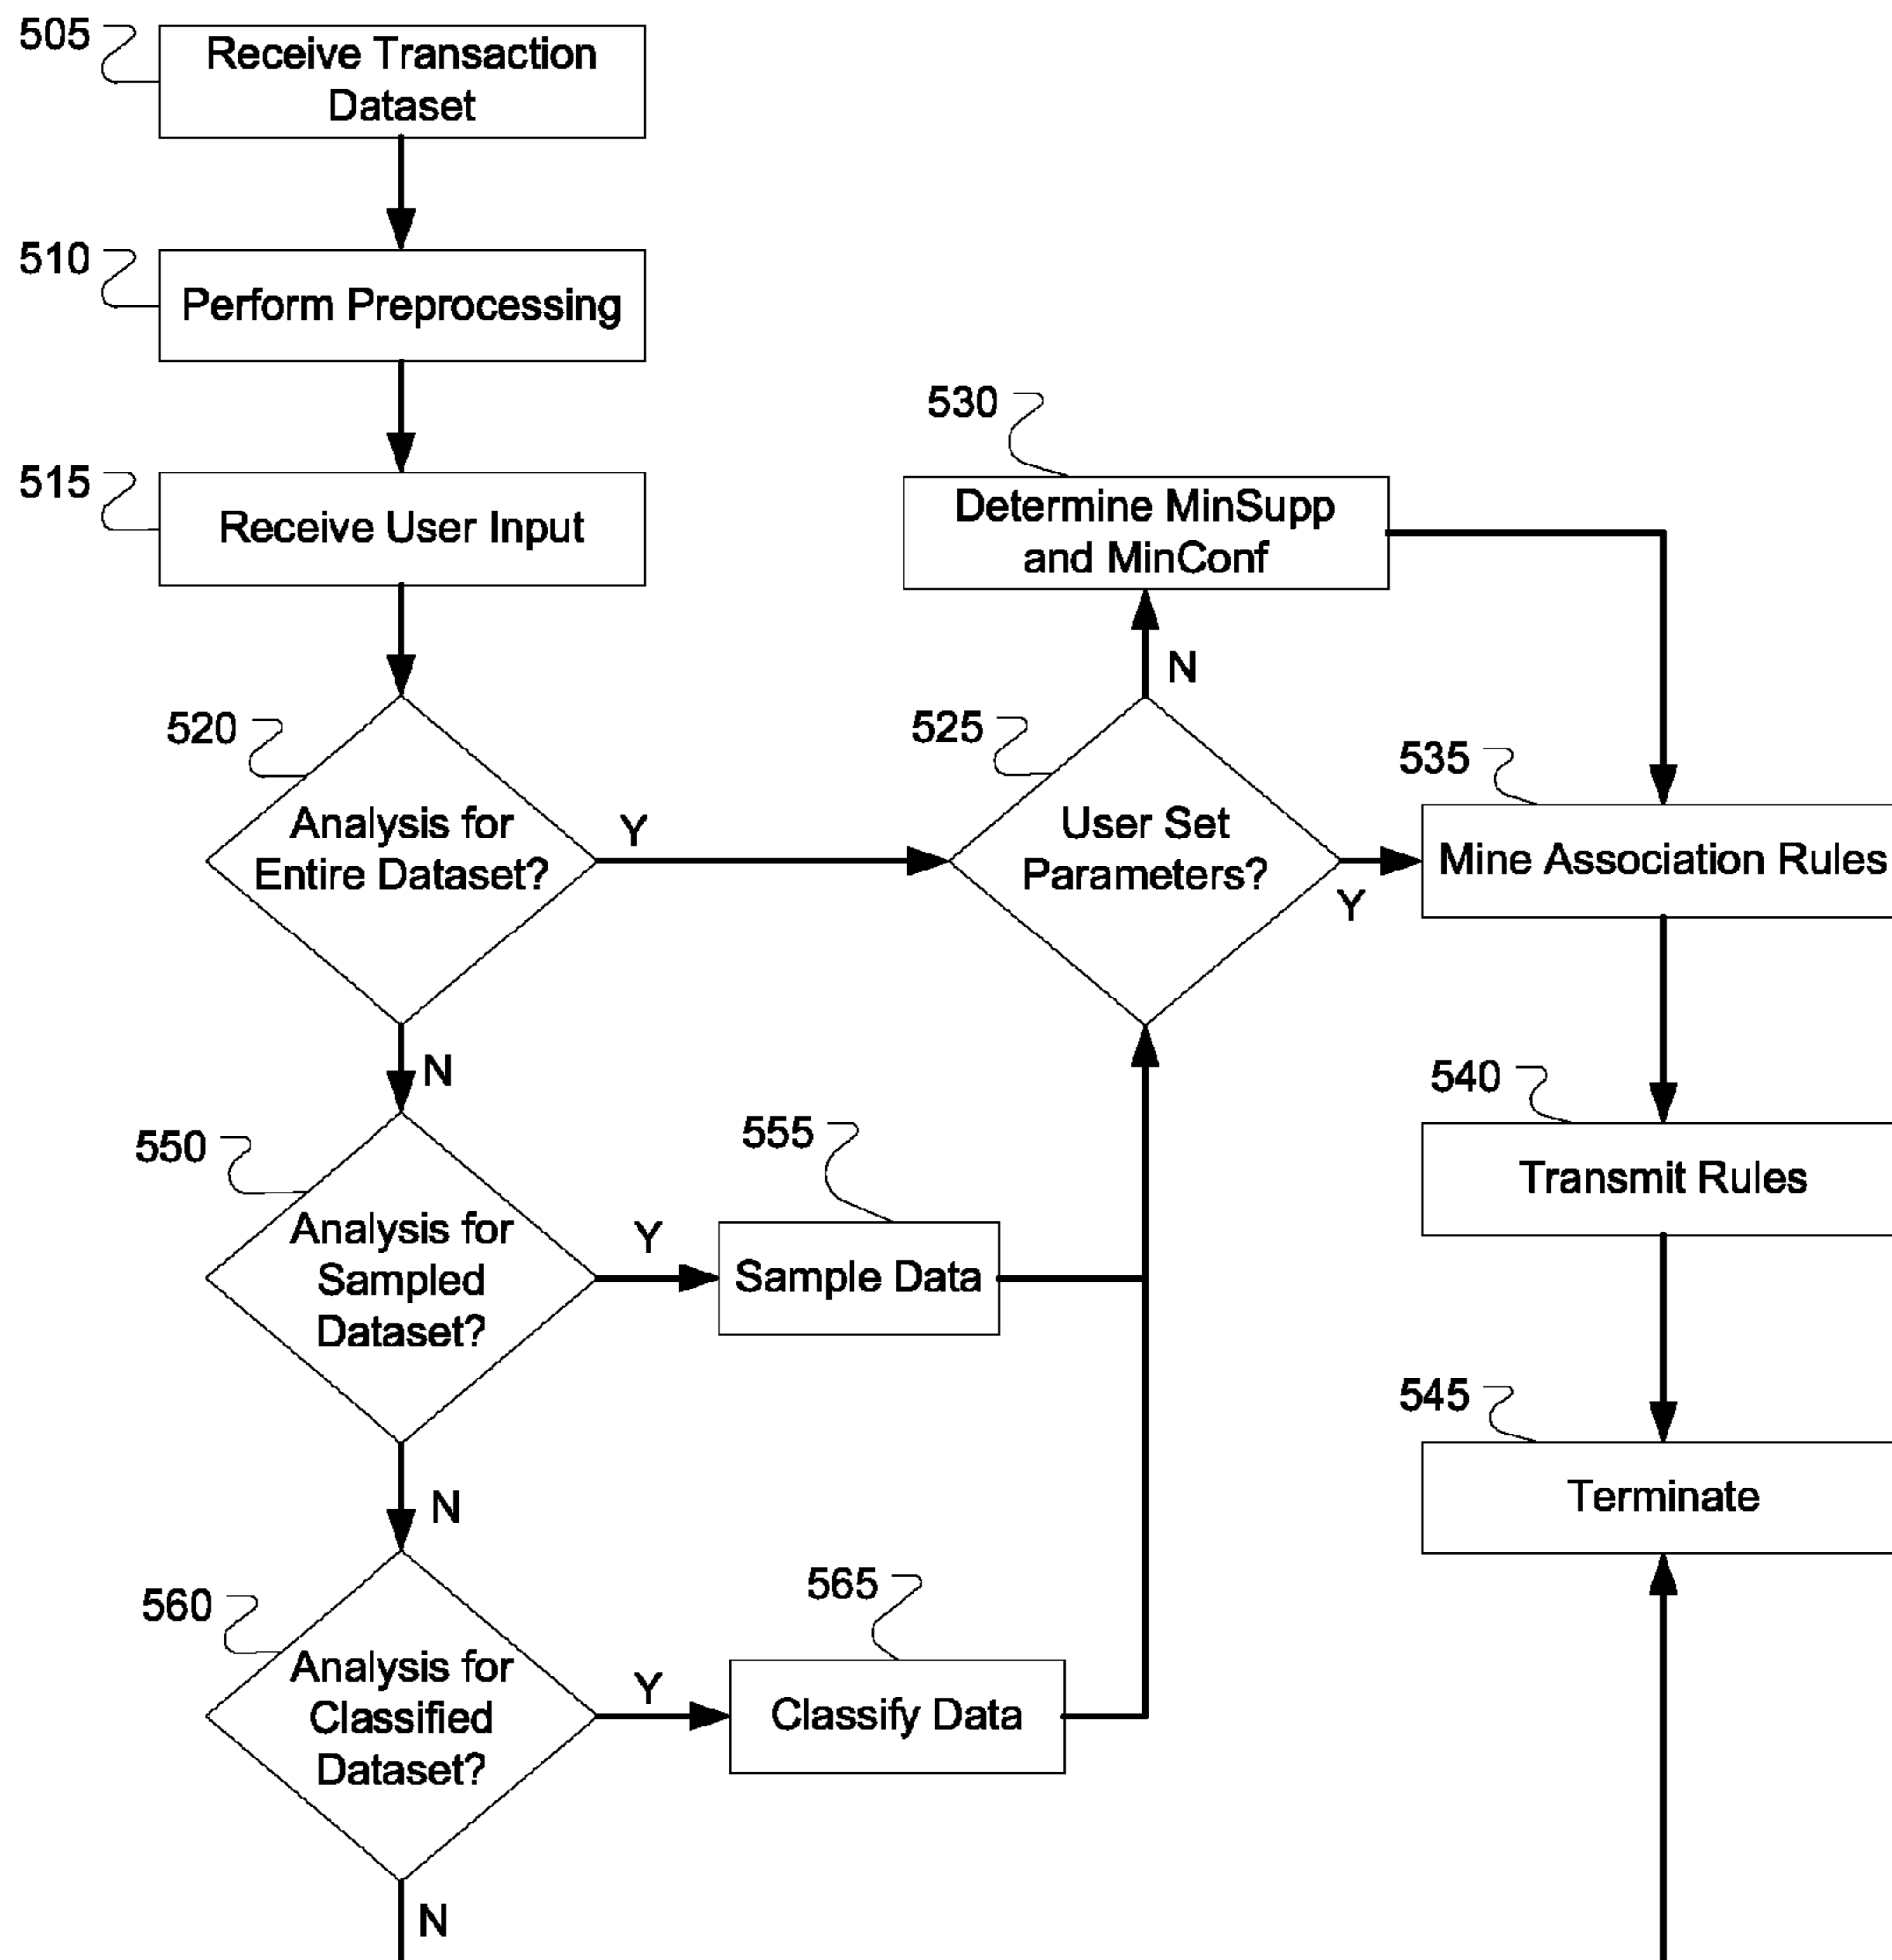 505
Receive Transaction
Dataset
510
Perform Preprocessing
515
Receive User Input
520
Analysis for
Entire Dataset?
Y
N
525
User Set
Parameters?
N
Y
530
Determine MinSupp
and MinConf
535
Mine Association Rules
540
Transmit Rules
545
Terminate
550
Analysis for
Sampled
Dataset?
Y
N
555
Sample Data
560
Analysis for
Classified
Dataset?
Y
N
565
Classify Data